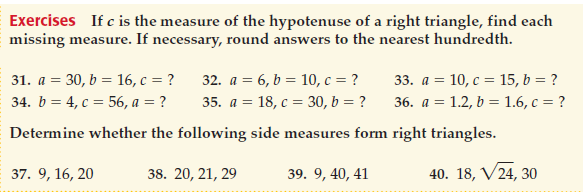 Exercises If c is the measure of the hypotenuse of a right triangle, find each
missing measure. If necessary, round answers to the nearest hundredth.
31. a = 30, b = 16, c = ? 32. a = 6, b = 10, c = ? 33. a = 10, c = 15, b = ?
34. b = 4, c = 56, a = ? 35. a = 18, c = 30, b = ? 36. a = 1.2, b = 1.6, c = ?
Determine whether the following side measures form right triangles.
37. 9, 16, 20 38. 20, 21, 29 39. 9, 40, 41 40. 18, √24, 30